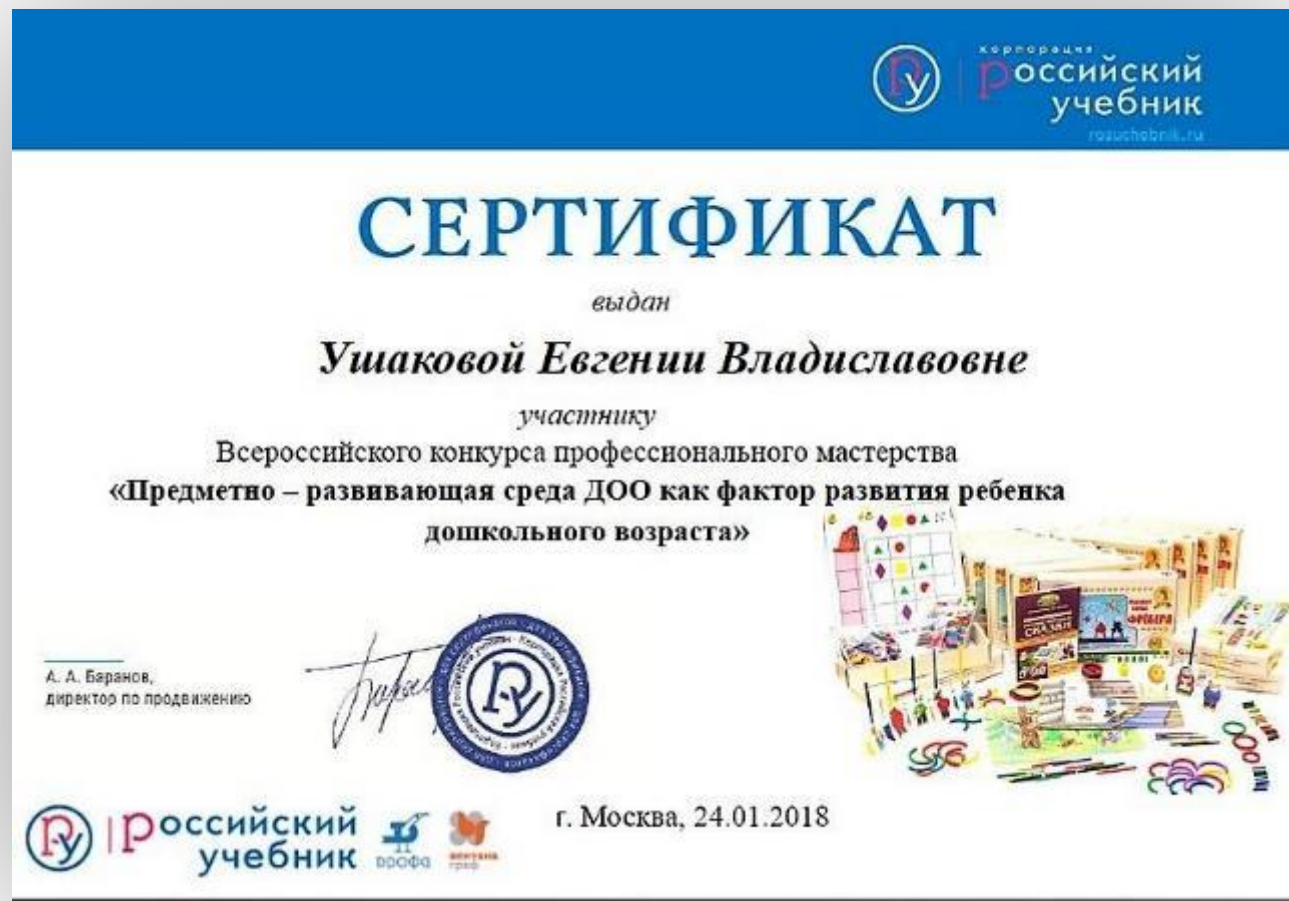 корпорация
российский
учебник
rosuchebnik.ru
СЕРТИФИКАТ
выдан
Ушаковой Евгении Владиславовне
участнику
Всероссийского конкурса профессионального мастерства
«Предметно – развивающая среда ДОО как фактор развития ребенка
дошкольного возраста»
А. А. Баранов,
директор по продвижению
г. Москва, 24.01.2018
российский
учебник
дрофа
вентана
граф